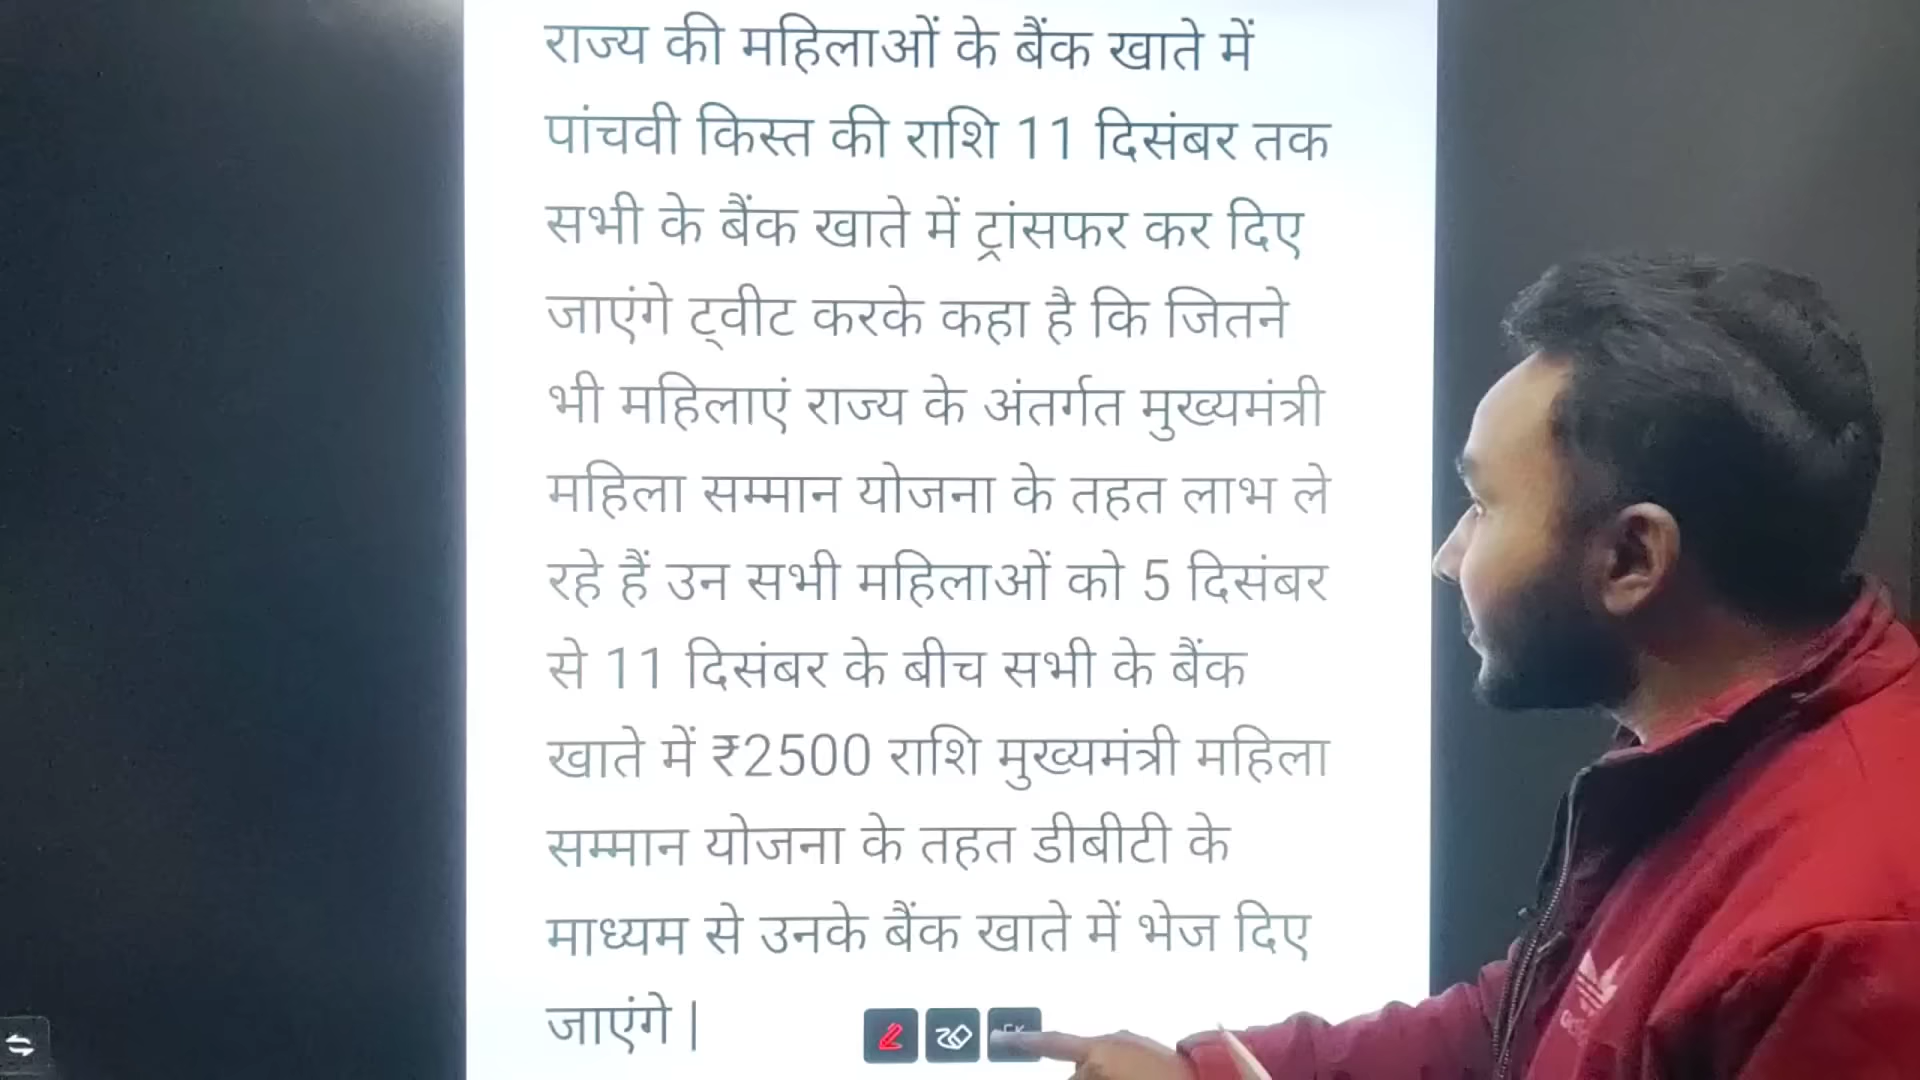 राज्य की महिलाओं के बैंक खाते में
पांचवी किस्त की राशि 11 दिसंबर तक
सभी के बैंक खाते में ट्रांसफर कर दिए
जाएंगे ट्वीट करके कहा है कि जितने
भी महिलाएं राज्य के अंतर्गत मुख्यमंत्री
महिला सम्मान योजना के तहत लाभ ले
रहे हैं उन सभी महिलाओं को 5 दिसंबर
से 11 दिसंबर के बीच सभी के बैंक
खाते में ₹2500 राशि मुख्यमंत्री महिला
सम्मान योजना के तहत डीबीटी के
माध्यम से उनके बैंक खाते में भेज दिए
जाएंगे |